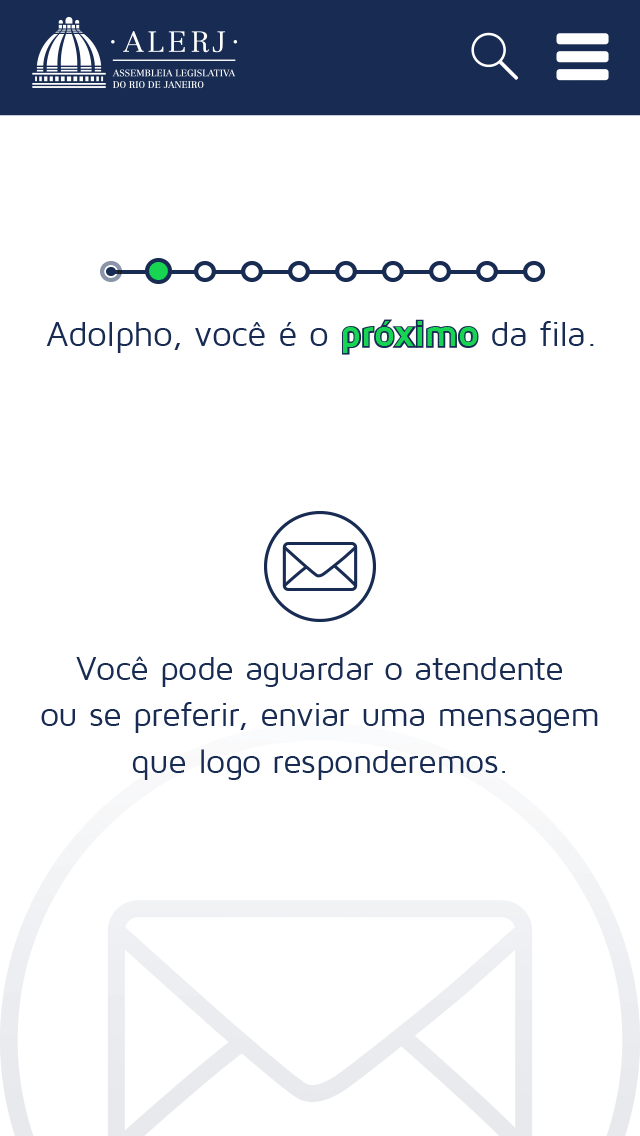 · ALERJ ·
ASSEMBLEIA LEGISLATIVA
DO RIO DE JANEIRO
Adolpho, você é o próximo da fila.
Você pode aguardar o atendente
ou se preferir, enviar uma mensagem
que logo responderemos.